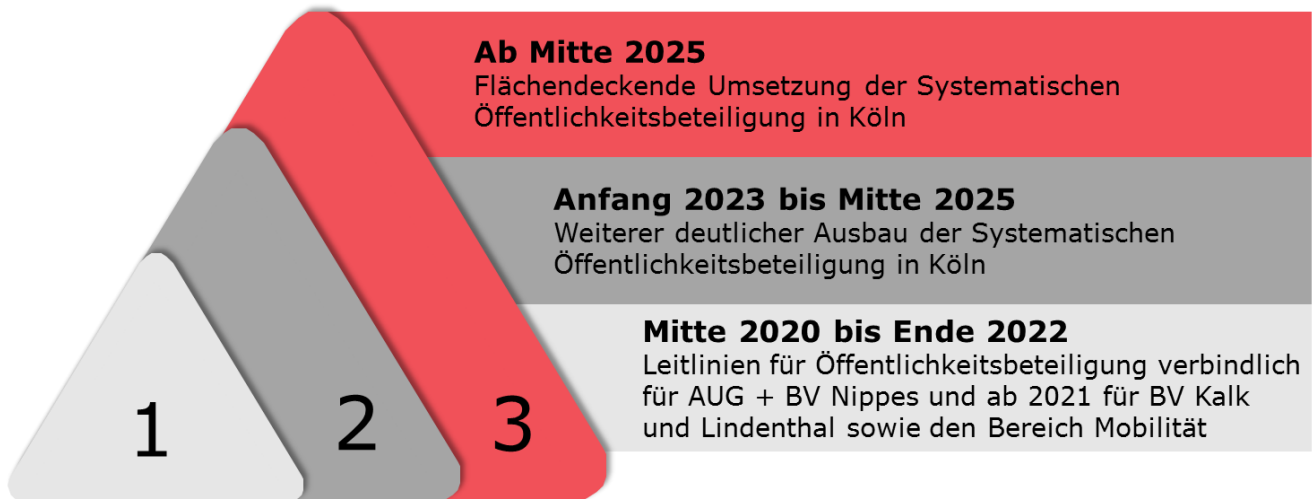 Ab Mitte 2025
Flächendeckende Umsetzung der Systematischen
Öffentlichkeitsbeteiligung in Köln
Anfang 2023 bis Mitte 2025
Weiterer deutlicher Ausbau der Systematischen
Öffentlichkeitsbeteiligung in Köln
Mitte 2020 bis Ende 2022
Leitlinien für Öffentlichkeitsbeteiligung verbindlich
für AUG + BV Nippes und ab 2021 für BV Kalk
und Lindenthal sowie den Bereich Mobilität
1
2
3